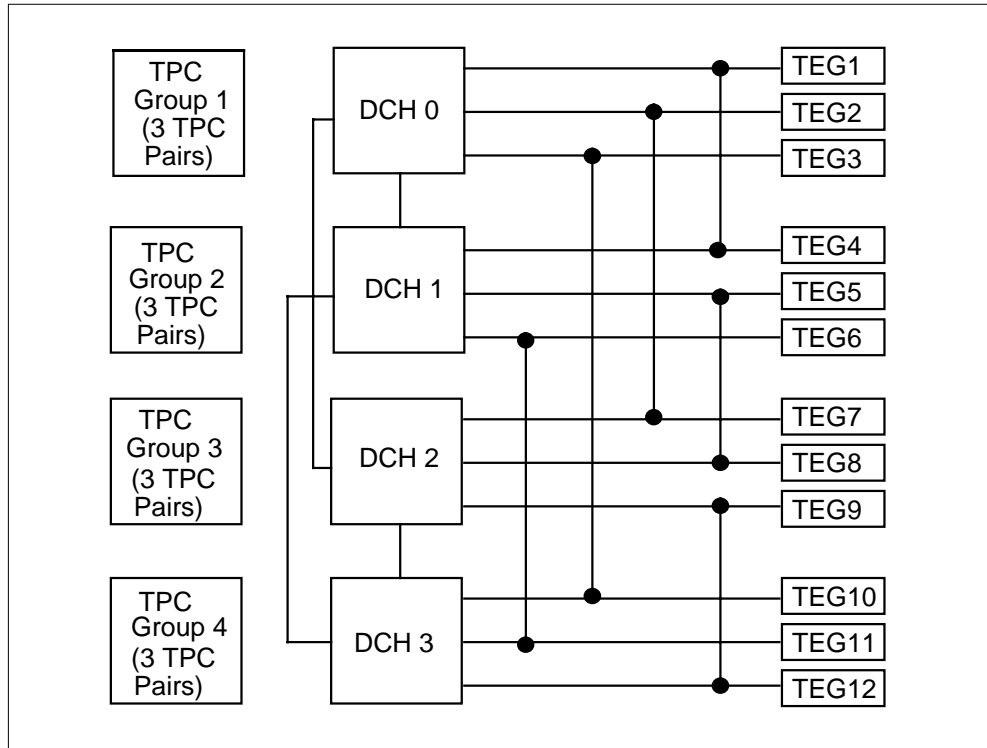 TPC
Group 1
(3 TPC
Pairs)
DCH 0
TEG1
TEG2
TEG3
TPC
Group 2
(3 TPC
Pairs)
DCH 1
TEG4
TEG5
TEG6
TPC
Group 3
(3 TPC
Pairs)
DCH 2
TEG7
TEG8
TEG9
TPC
Group 4
(3 TPC
Pairs)
DCH 3
TEG10
TEG11
TEG12